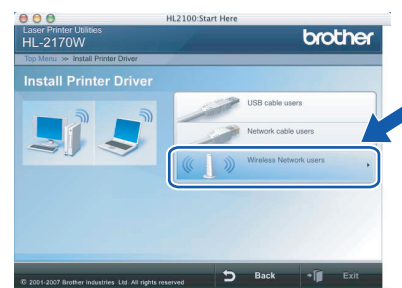 HL2100:Start Here
Laser Printer Utilities
HL-2170W
brother
Top Menu ≫ Install Printer Driver
Install Printer Driver
USB cable users
Network cable users
Wireless Network users
© 2001-2007 Brother Industries Ltd. All rights reserved
Back
Exit